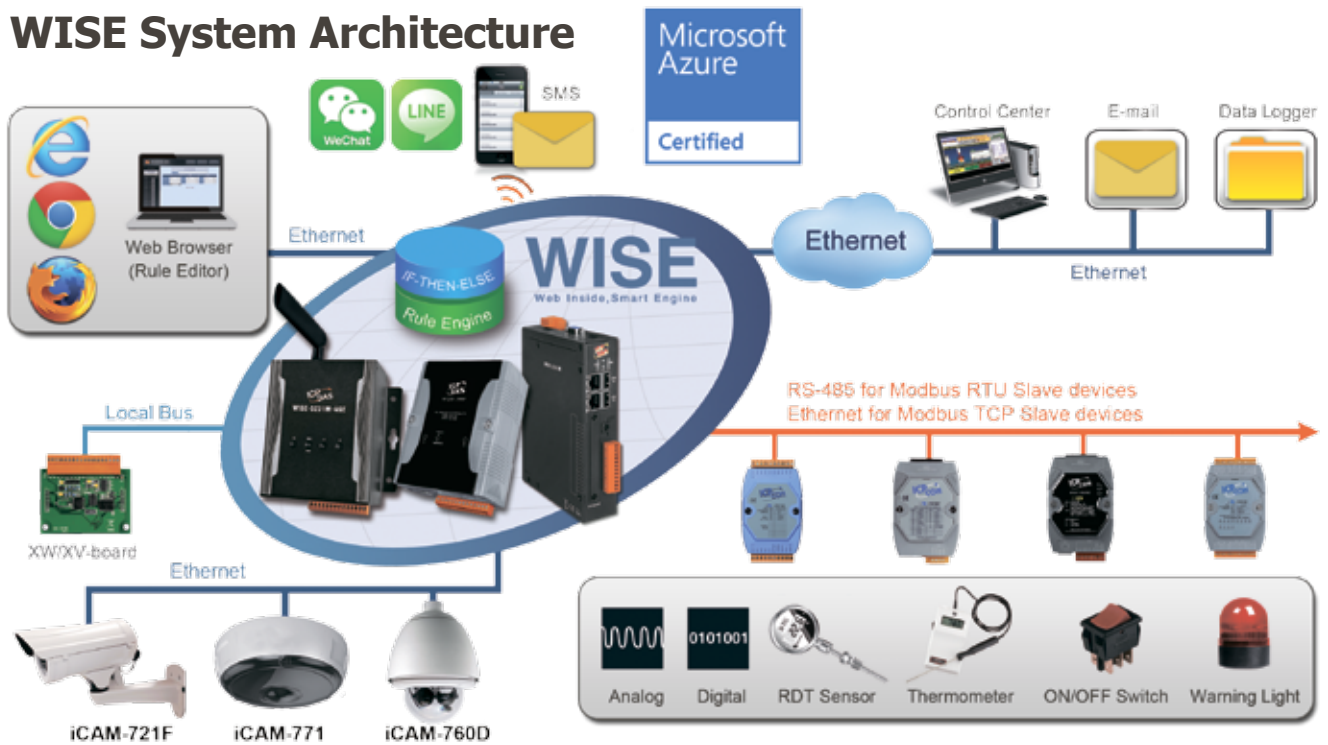 WISE System Architecture
Microsoft
Azure
Certified
WeChat
LINE
SMS
Control Center
E-mail
Data Logger
Web Browser
(Rule Editor)
Ethernet
IF-THEN-ELSE
Rule Engine
WISE
Web Inside,Smart Engine
Ethernet
Ethernet
RS-485 for Modbus RTU Slave devices
Ethernet for Modbus TCP Slave devices
Local Bus
XW/XV-board
Ethernet
iCAM-721F
iCAM-771
iCAM-760D
0101001
Analog
Digital
RDT Sensor
Thermometer
ON/OFF Switch
Warning Light